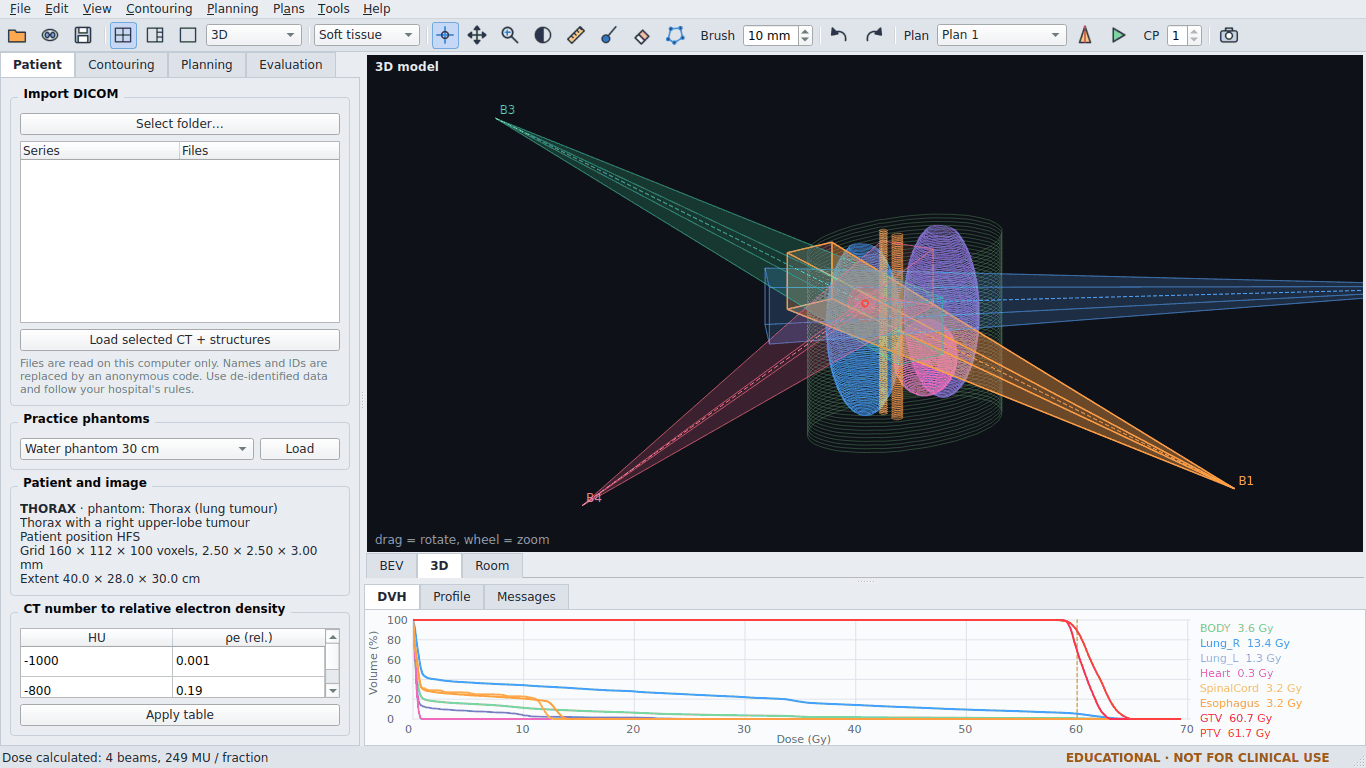 File Edit View Contouring Planning Plans Tools Help
3D Soft tissue Brush 10 mm Plan Plan 1 CP 1
Patient Contouring Planning Evaluation
Import DICOM
Select folder...
Series Files
Load selected CT + structures
Files are read on this computer only. Names and IDs are
replaced by an anonymous code. Use de-identified data
and follow your hospital's rules.
Practice phantoms
Water phantom 30 cm Load
Patient and image
THORAX · phantom: Thorax (lung tumour)
Thorax with a right upper-lobe tumour
Patient position HFS
Grid 160 × 112 × 100 voxels, 2.50 × 2.50 × 3.00
mm
Extent 40.0 × 28.0 × 30.0 cm
CT number to relative electron density
HU ρe (rel.)
-1000 0.001
-800 0.19
Apply table
3D model
B3
B1
B4
drag = rotate, wheel = zoom
BEV 3D Room
DVH Profile Messages
Volume (%)
100
80
60
40
20
0
0 10 20 30 40 50 60 70
Dose (Gy)
BODY 3.6 Gy
Lung_R 13.4 Gy
Lung_L 1.3 Gy
Heart 0.3 Gy
SpinalCord 3.2 Gy
Esophagus 3.2 Gy
GTV 60.7 Gy
PTV 61.7 Gy
Dose calculated: 4 beams, 249 MU / fraction
EDUCATIONAL · NOT FOR CLINICAL USE